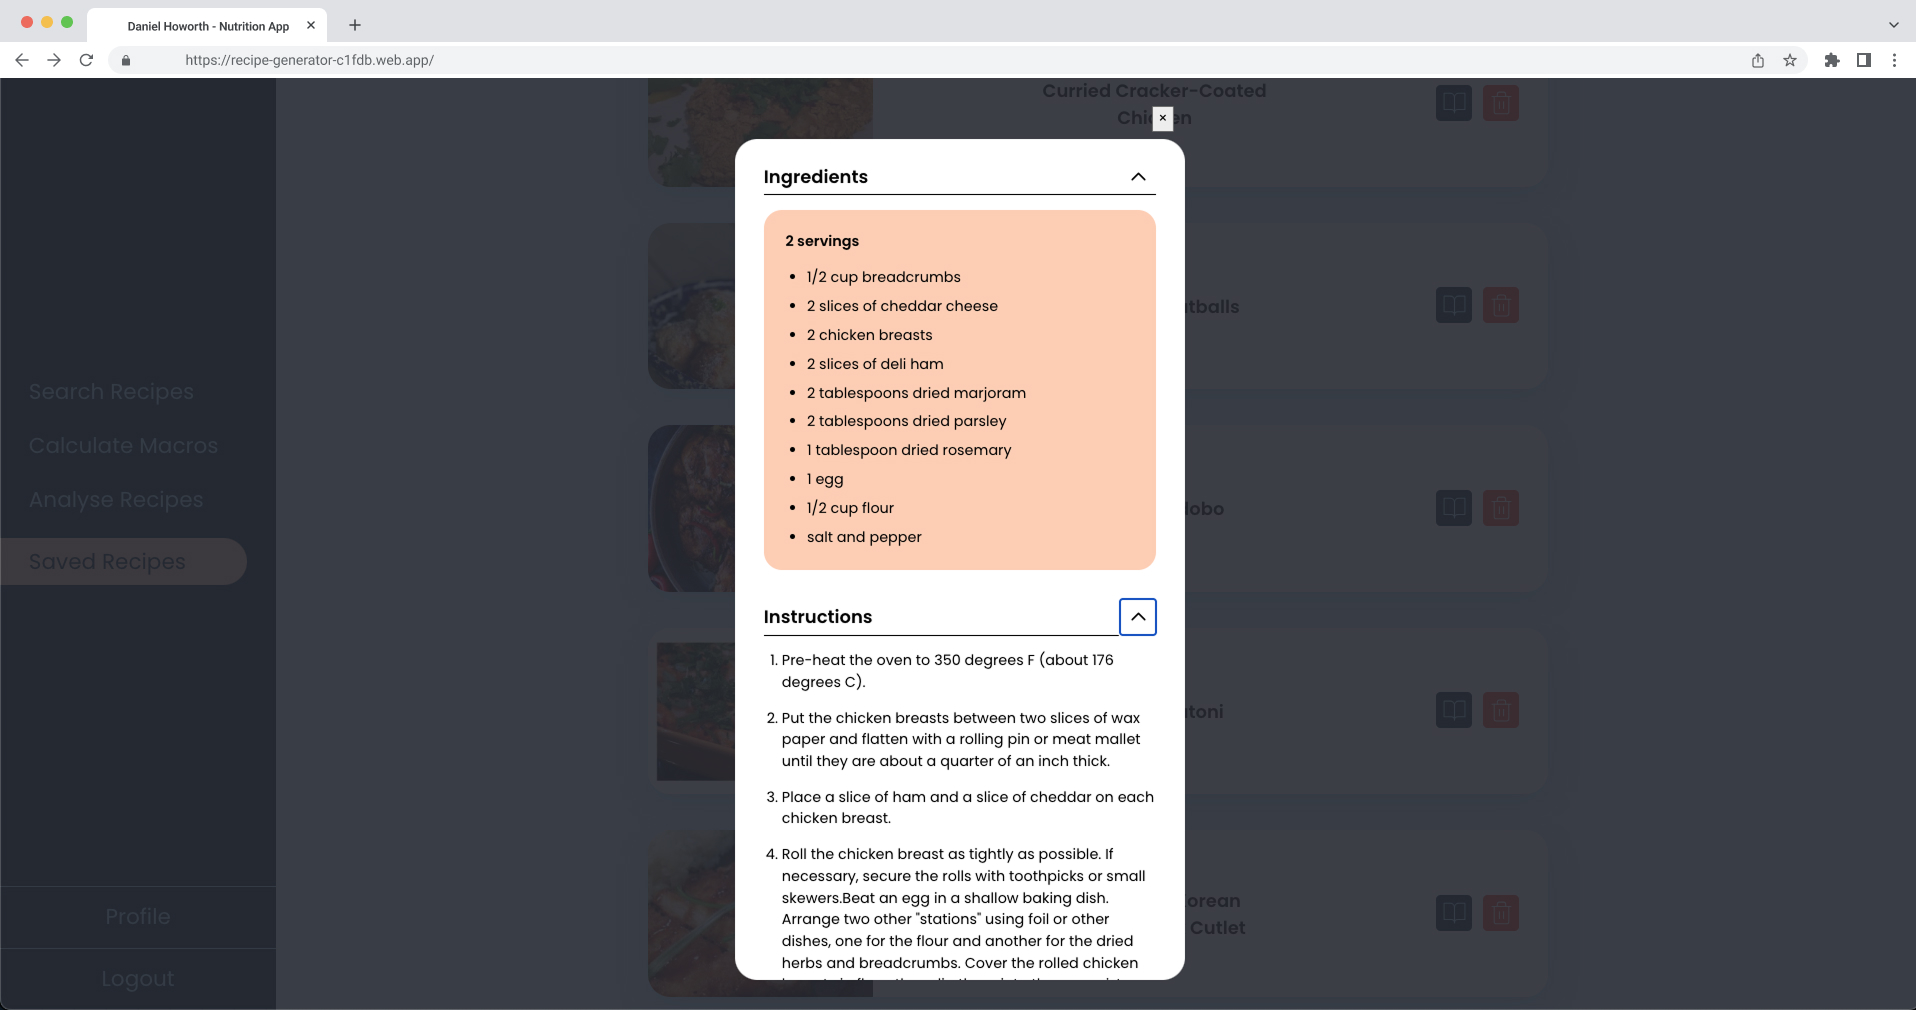 Daniel Howorth - Nutrition App
https://recipe-generator-c1fdb.web.app/
Search Recipes
Calculate Macros
Analyse Recipes
Saved Recipes
Profile
Logout
Curried Cracker-Coated
Ingredients
2 servings
1/2 cup breadcrumbs
2 slices of cheddar cheese
2 chicken breasts
2 slices of deli ham
2 tablespoons dried marjoram
2 tablespoons dried parsley
1 tablespoon dried rosemary
1 egg
1/2 cup flour
salt and pepper
Instructions
1. Pre-heat the oven to 350 degrees F (about 176
degrees C).
2. Put the chicken breasts between two slices of wax
paper and flatten with a rolling pin or meat mallet
until they are about a quarter of an inch thick.
3. Place a slice of ham and a slice of cheddar on each
chicken breast.
4. Roll the chicken breast as tightly as possible. If
necessary, secure the rolls with toothpicks or small
skewers.Beat an egg in a shallow baking dish.
Arrange two other "stations" using foil or other
dishes, one for the flour and another for the dried
herbs and breadcrumbs. Cover the rolled chicken
tballs
lobo
toni
orean
Cutlet